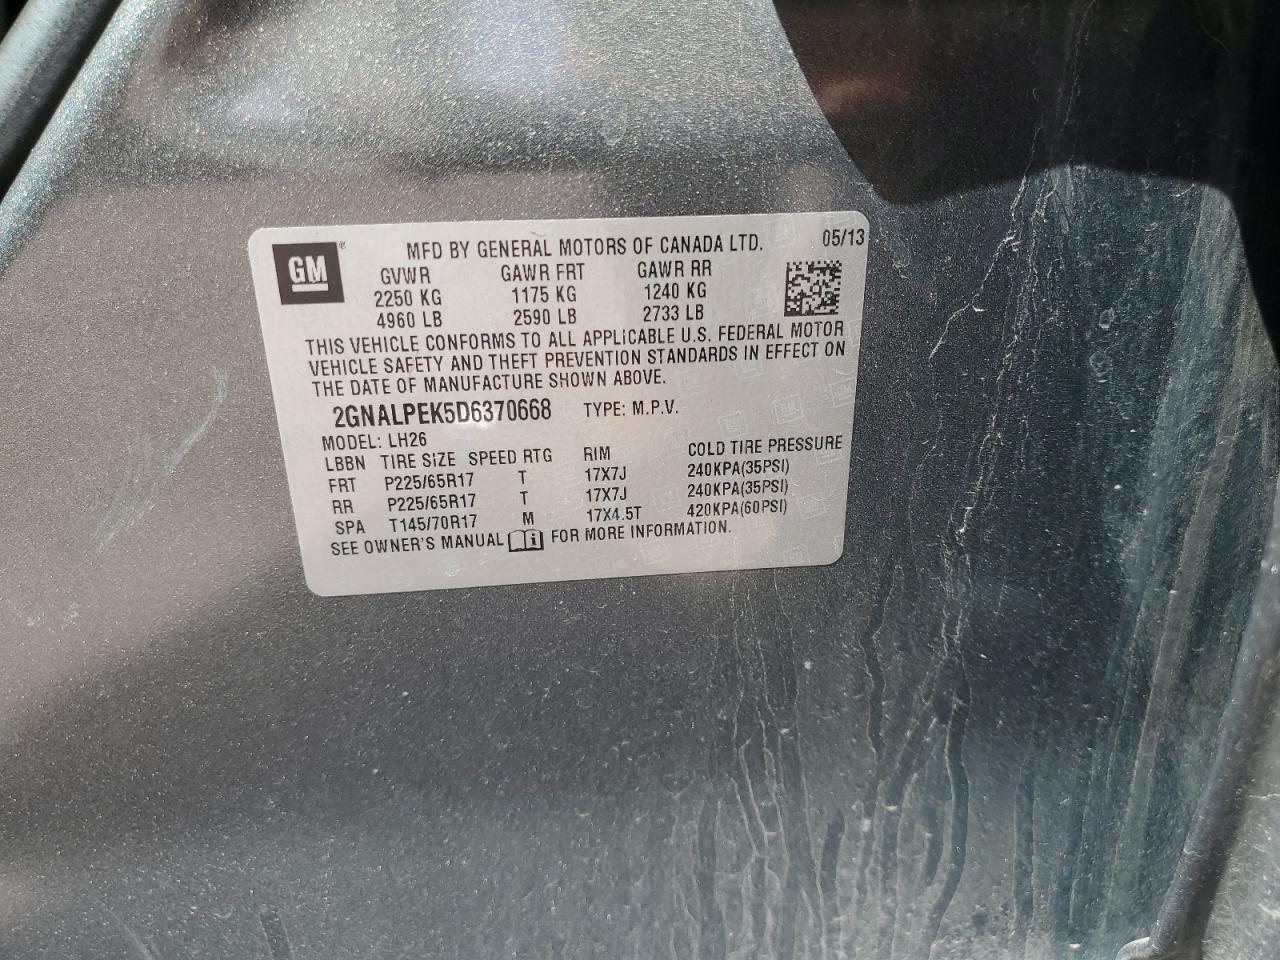 GM ® MFD BY GENERAL MOTORS OF CANADA LTD. 05/13
GVWR GAWR FRT GAWR RR
2250 KG 1175 KG 1240 KG
4960 LB 2590 LB 2733 LB
THIS VEHICLE CONFORMS TO ALL APPLICABLE U.S. FEDERAL MOTOR
VEHICLE SAFETY AND THEFT PREVENTION STANDARDS IN EFFECT ON
THE DATE OF MANUFACTURE SHOWN ABOVE.
2GNALPEK5D6370668 TYPE: M.P.V.
MODEL: LH26
LBBN TIRE SIZE SPEED RTG RIM COLD TIRE PRESSURE
FRT P225/65R17 T 17X7J 240KPA(35PSI)
RR P225/65R17 T 17X7J 240KPA(35PSI)
SPA T145/70R17 M 17X4.5T 420KPA(60PSI)
SEE OWNER'S MANUAL i FOR MORE INFORMATION.